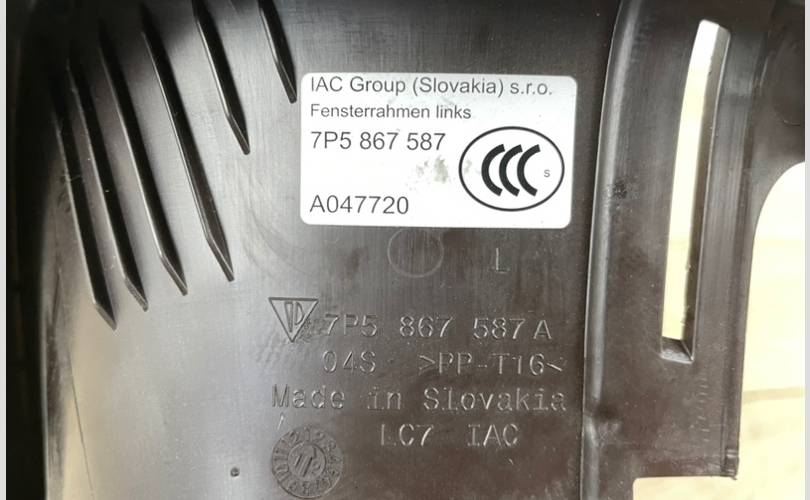 IAC Group (Slovakia) s.r.o.
Fensterrahmen links
7P5 867 587
CCC S
A047720
L
7P5 867 587 A
04S >PP-T16<
Made in Slovakia
LC7 IAC